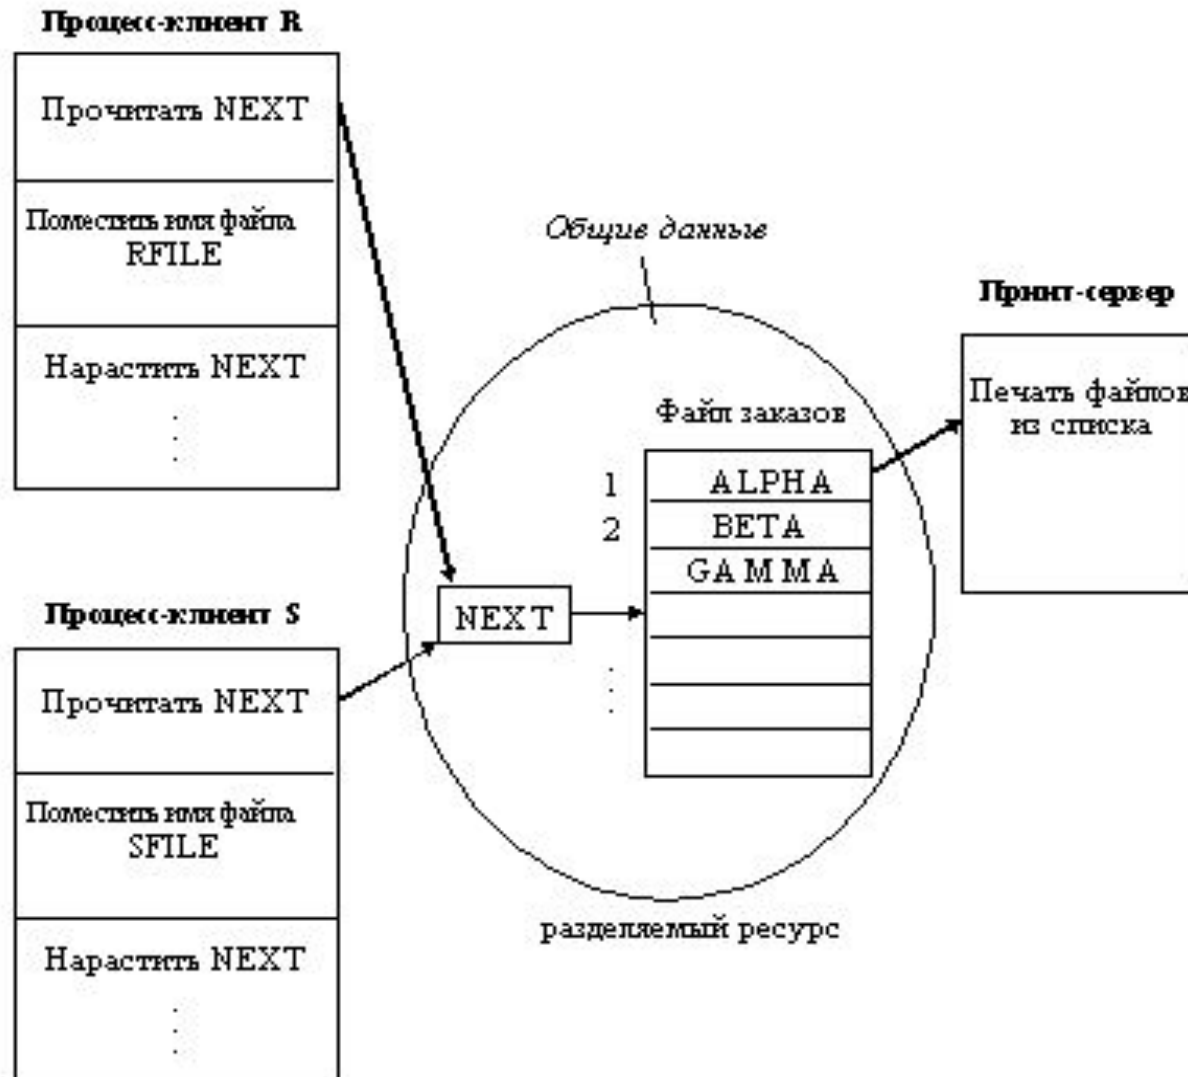 Процесс-клиент R
Прочитать NEXT
Поместить имя файла
RFILE
Нарастить NEXT
Общие данные
Принт-сервер
Печать файлов
из списка
Файл заказов
1
ALPHA
2
BETA
GAMMA
NEXT
Процесс-клиент S
Прочитать NEXT
Поместить имя файла
SFILE
Нарастить NEXT
разделяемый ресурс